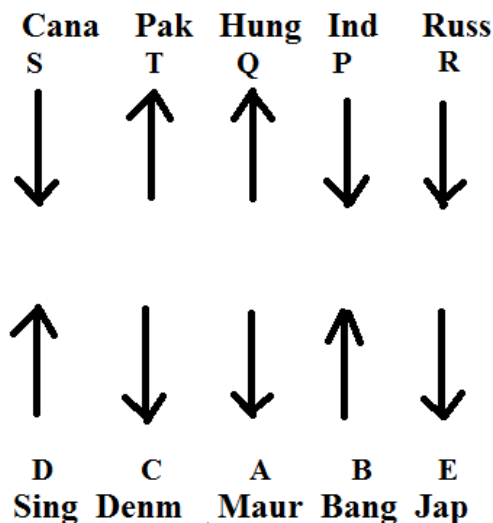 Cana Pak Hung Ind Russ
S T Q P R
D C A B E
Sing Denm Maur Bang Jap